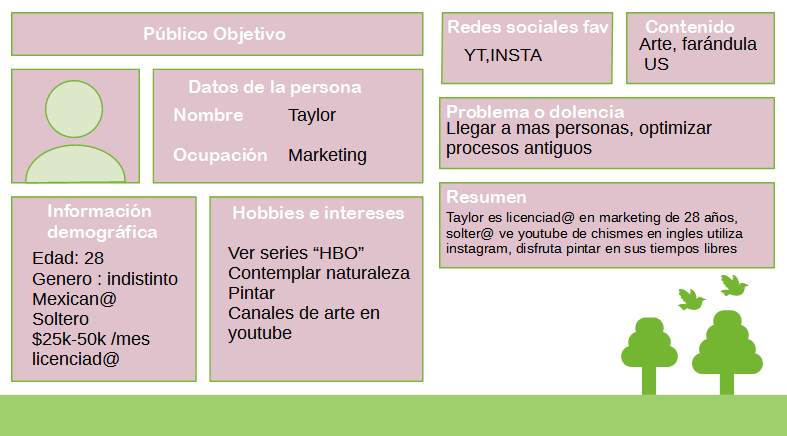 Público Objetivo
Datos de la persona
Nombre Taylor
Ocupación Marketing
Información
demográfica
Edad: 28
Genero : indistinto
Mexican@
Soltero
$25k-50k /mes
licenciad@
Hobbies e intereses
Ver series “HBO”
Contemplar naturaleza
Pintar
Canales de arte en
youtube
Redes sociales fav
YT,INSTA
Contenido
Arte, farándula
US
Problema o dolencia
Llegar a mas personas, optimizar
procesos antiguos
Resumen
Taylor es licenciad@ en marketing de 28 años,
solter@ ve youtube de chismes en ingles utiliza
instagram, disfruta pintar en sus tiempos libres